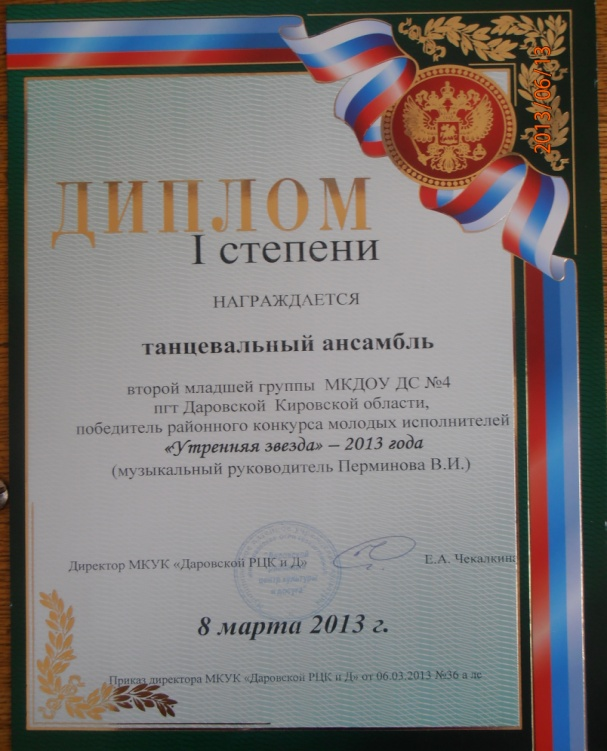 2013/06/13
ДИПЛОМ
I степени
НАГРАЖДАЕТСЯ
танцевальный ансамбль
второй младшей группы МКДОУ ДС №4
пгт Даровской Кировской области,
победитель районного конкурса молодых исполнителей
«Утренняя звезда» – 2013 года
(музыкальный руководитель Перминова В.И.)
Директор МКУК «Даровской РЦК и Д» Е.А. Чекалкина
8 марта 2013 г.
Приказ директора МКУК «Даровской РЦК и Д» от 06.03.2013 №36 а лс